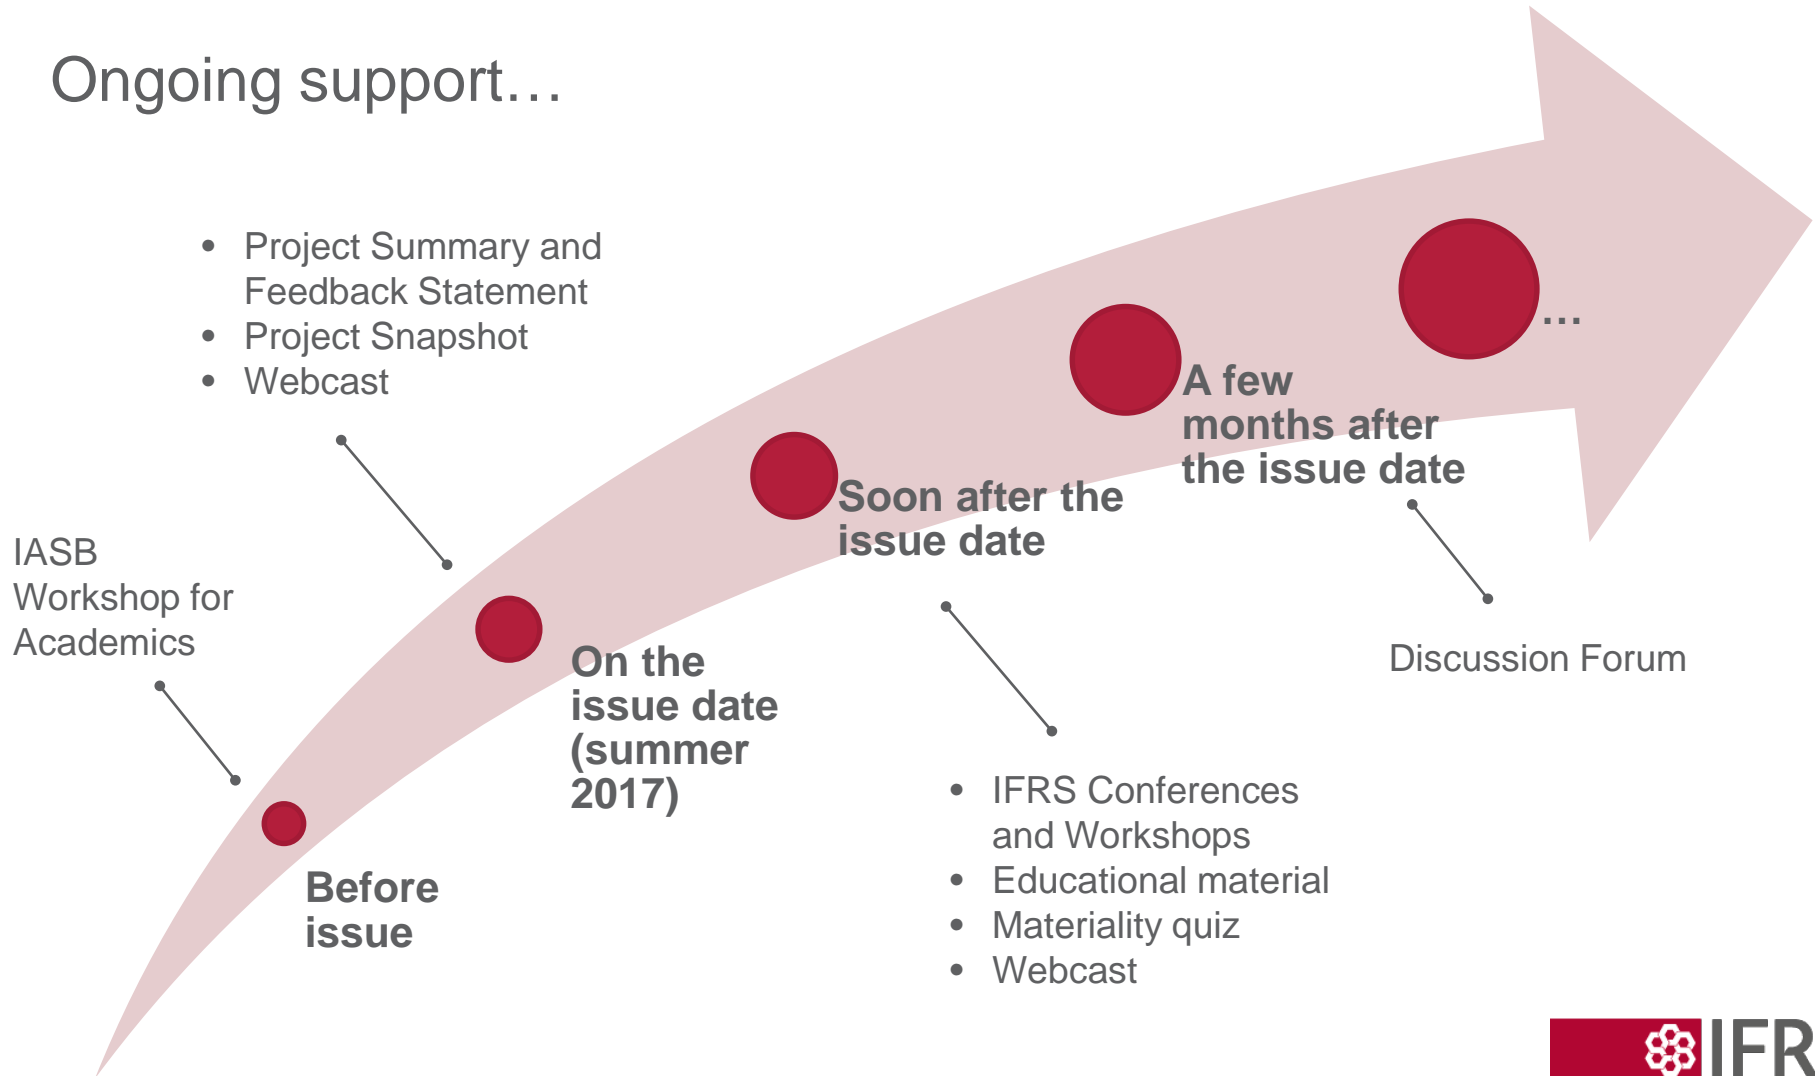 Ongoing support…
• Project Summary and
Feedback Statement
• Project Snapshot
• Webcast
IASB
Workshop for
Academics
Before
issue
On the
issue date
(summer
2017)
Soon after the
issue date
A few
months after
the issue date
…
• IFRS Conferences
and Workshops
• Educational material
• Materiality quiz
• Webcast
Discussion Forum
IFR